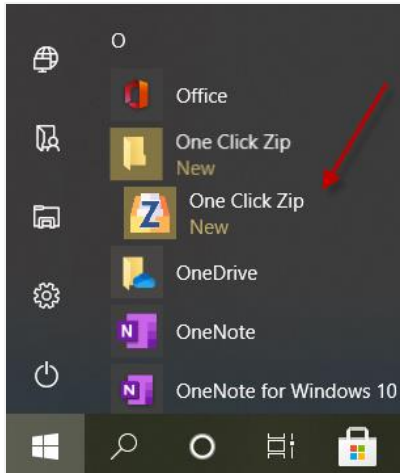 O
Office
One Click Zip
New
Z
One Click Zip
New
OneDrive
N
OneNote
N
OneNote for Windows 10